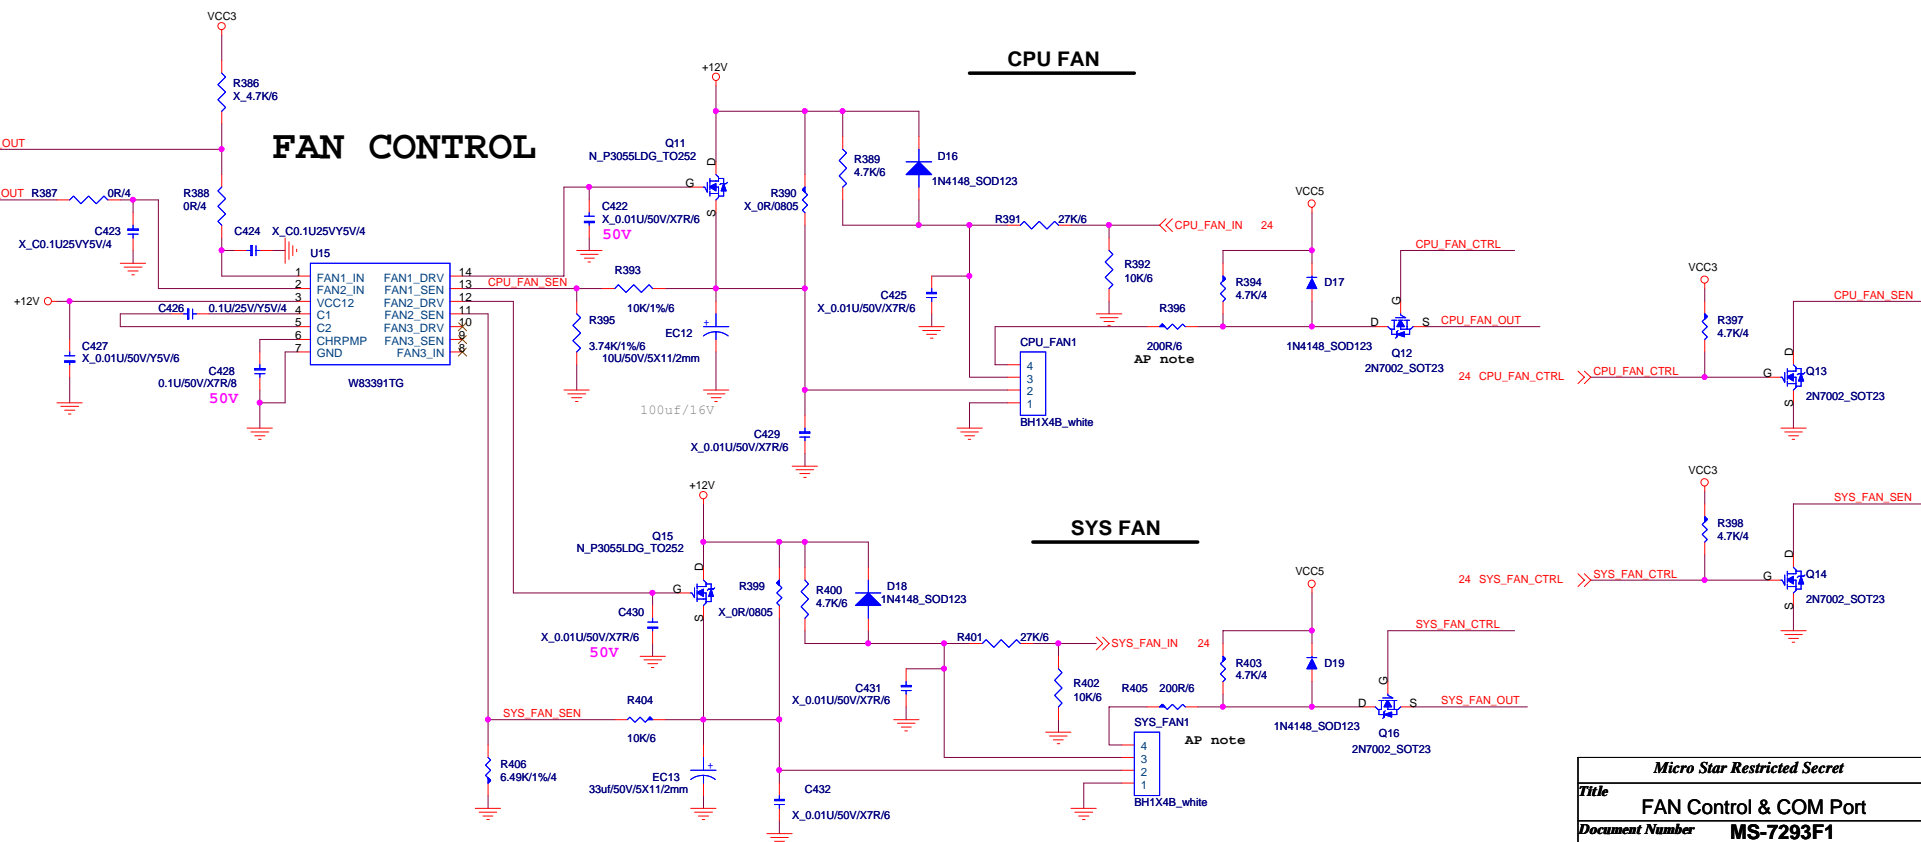 VCC3
R386
X_4.7K/6
OUT
FAN CONTROL
OUT
R387
0R/4
R388
0R/4
C423
X_C0.1U25VY5V/4
C424
X_C0.1U25VY5V/4
U15
1
2
3
4
5
6
7
FAN1_IN
FAN2_IN
VCC12
C1
C2
CHRPMP
GND
FAN1_DRV
FAN1_SEN
FAN2_DRV
FAN2_SEN
FAN3_DRV
FAN3_SEN
FAN3_IN
14
13
12
11
10
9
8
W83391TG
+12V
C426
0.1U/25V/Y5V/4
C427
X_0.01U/50V/Y5V/6
C428
0.1U/50V/X7R/8
50V
CPU FAN
+12V
Q11
N_P3055LDG_TO252
D
G
S
C422
X_0.01U/50V/X7R/6
50V
CPU_FAN_SEN
R393
10K/1%/6
R395
3.74K/1%/6
EC12
10U/50V/5X11/2mm
100uf/16V
R390
X_0R/0805
R389
4.7K/6
D16
1N4148_SOD123
C429
X_0.01U/50V/X7R/6
C425
X_0.01U/50V/X7R/6
R391
27K/6
CPU_FAN_IN 24
R392
10K/6
R396
200R/6
AP note
CPU_FAN1
4
3
2
1
BH1X4B_white
VCC5
R394
4.7K/4
D17
1N4148_SOD123
CPU_FAN_CTRL
G
D
S
CPU_FAN_OUT
Q12
2N7002_SOT23
VCC3
R397
4.7K/4
CPU_FAN_SEN
24 CPU_FAN_CTRL
CPU_FAN_CTRL
D
G
S
Q13
2N7002_SOT23
SYS FAN
+12V
Q15
N_P3055LDG_TO252
D
G
S
C430
X_0.01U/50V/X7R/6
50V
R399
X_0R/0805
R400
4.7K/6
D18
1N4148_SOD123
SYS_FAN_SEN
R404
10K/6
R406
6.49K/1%/4
EC13
33uf/50V/5X11/2mm
C432
X_0.01U/50V/X7R/6
C431
X_0.01U/50V/X7R/6
R401
27K/6
SYS_FAN_IN 24
R402
10K/6
R405
200R/6
AP note
SYS_FAN1
4
3
2
1
BH1X4B_white
VCC5
R403
4.7K/4
D19
1N4148_SOD123
SYS_FAN_CTRL
G
D
S
SYS_FAN_OUT
Q16
2N7002_SOT23
VCC3
R398
4.7K/4
SYS_FAN_SEN
24 SYS_FAN_CTRL
SYS_FAN_CTRL
D
G
S
Q14
2N7002_SOT23
Micro Star Restricted Secret
Title
FAN Control & COM Port
Document Number
MS-7293F1